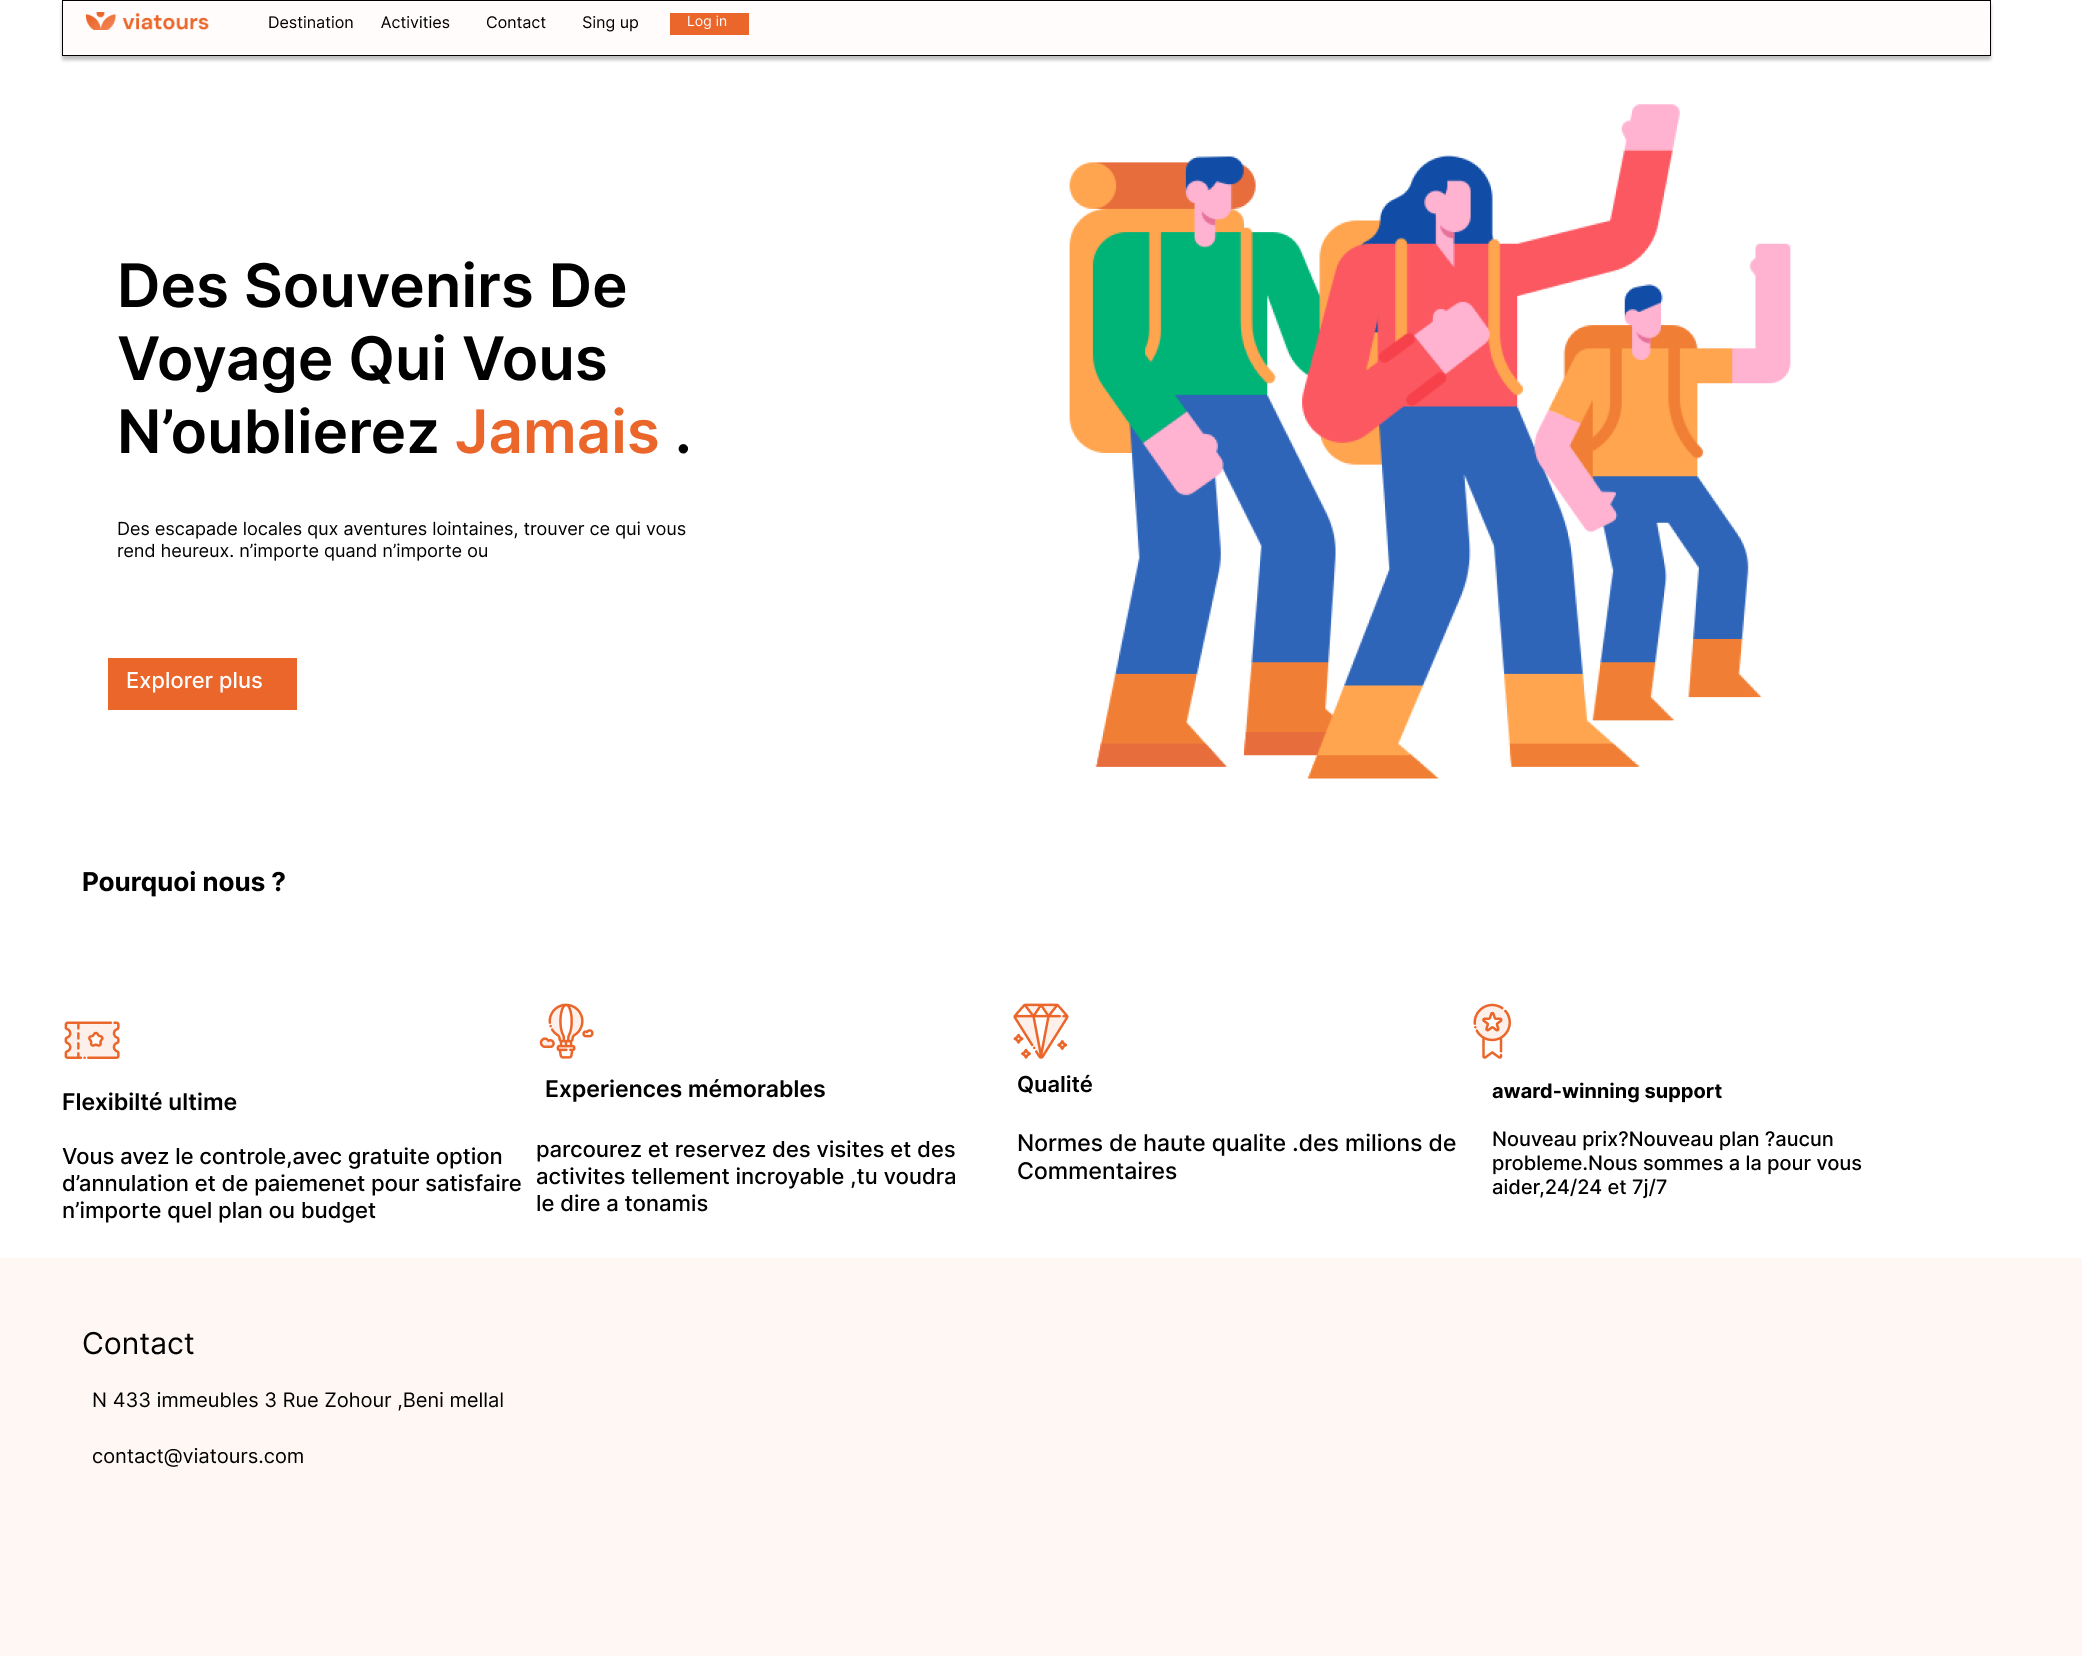 viatours Destination Activities Contact Sing up Log in
Des Souvenirs De
Voyage Qui Vous
N’oublierez Jamais .
Des escapade locales qux aventures lointaines, trouver ce qui vous
rend heureux. n’importe quand n’importe ou
Explorer plus
Pourquoi nous ?
Flexibilté ultime
Vous avez le controle,avec gratuite option
d’annulation et de paiemenet pour satisfaire
n’importe quel plan ou budget
Experiences mémorables
parcourez et reservez des visites et des
activites tellement incroyable ,tu voudra
le dire a tonamis
Qualité
Normes de haute qualite .des milions de
Commentaires
award-winning support
Nouveau prix?Nouveau plan ?aucun
probleme.Nous sommes a la pour vous
aider,24/24 et 7j/7
Contact
N 433 immeubles 3 Rue Zohour ,Beni mellal
contact@viatours.com